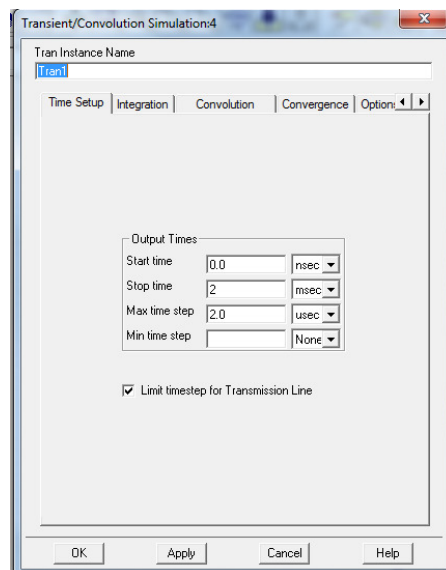 Transient/Convolution Simulation:4
Tran Instance Name
Tran1
Time Setup Integration Convolution Convergence Option
Output Times
Start time 0.0 nsec
Stop time 2 msec
Max time step 2.0 usec
Min time step None
Limit timestep for Transmission Line
OK Apply Cancel Help